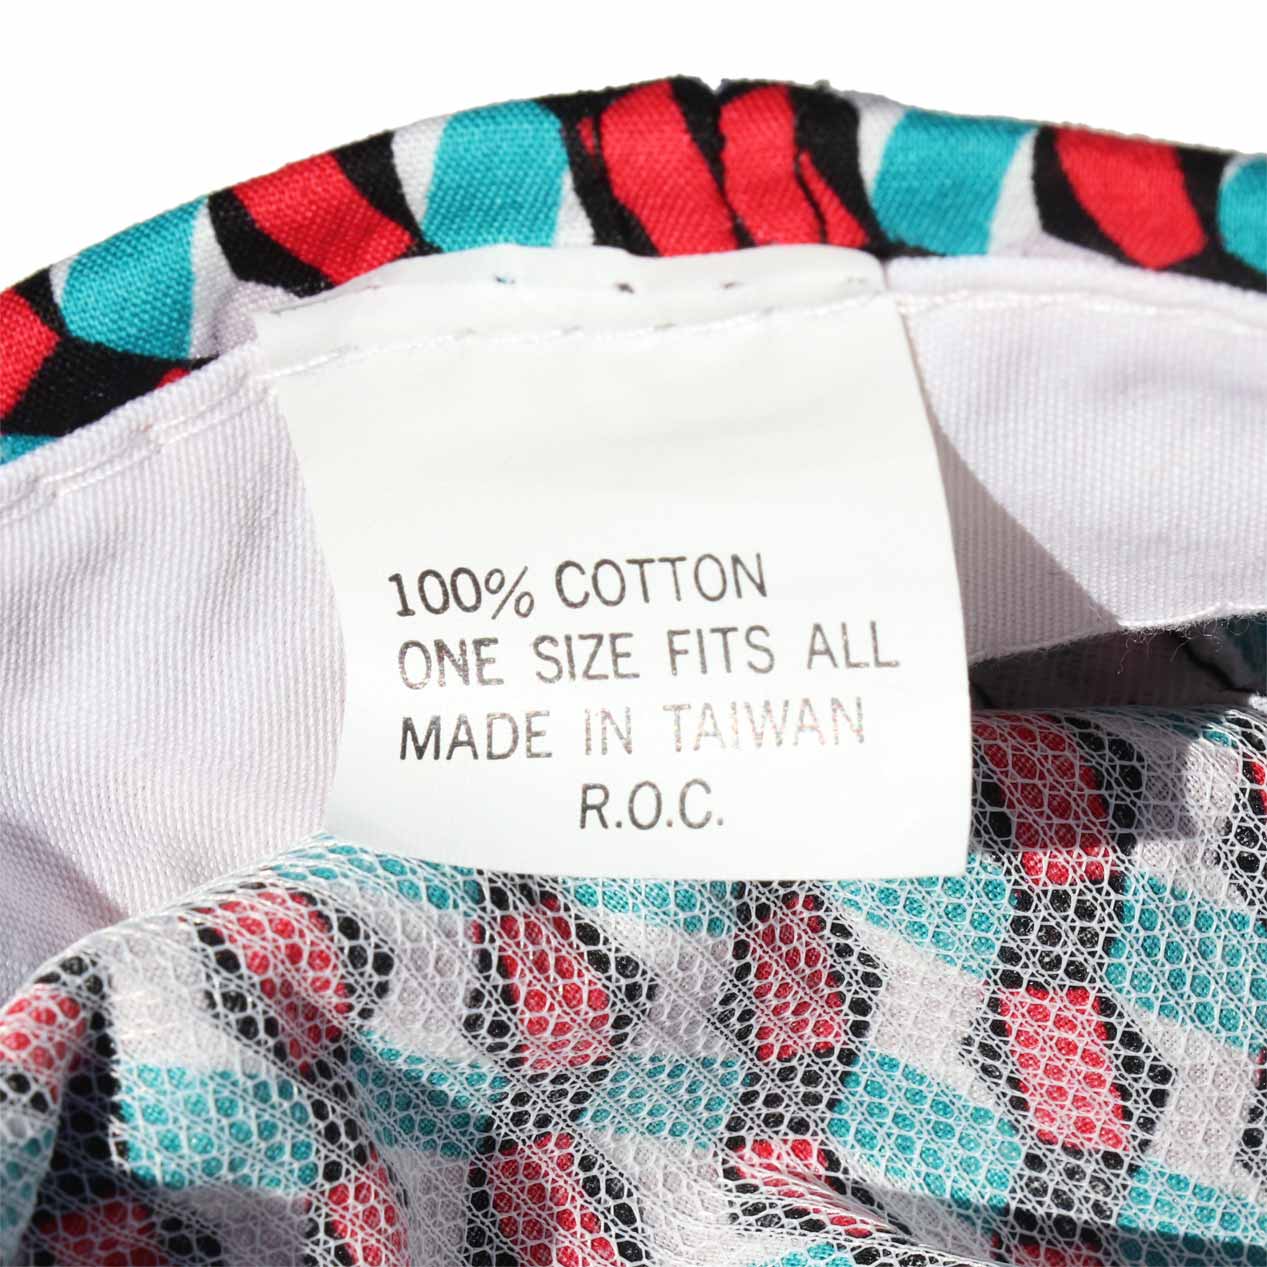 100% COTTON
ONE SIZE FITS ALL
MADE IN TAIWAN
R.O.C.